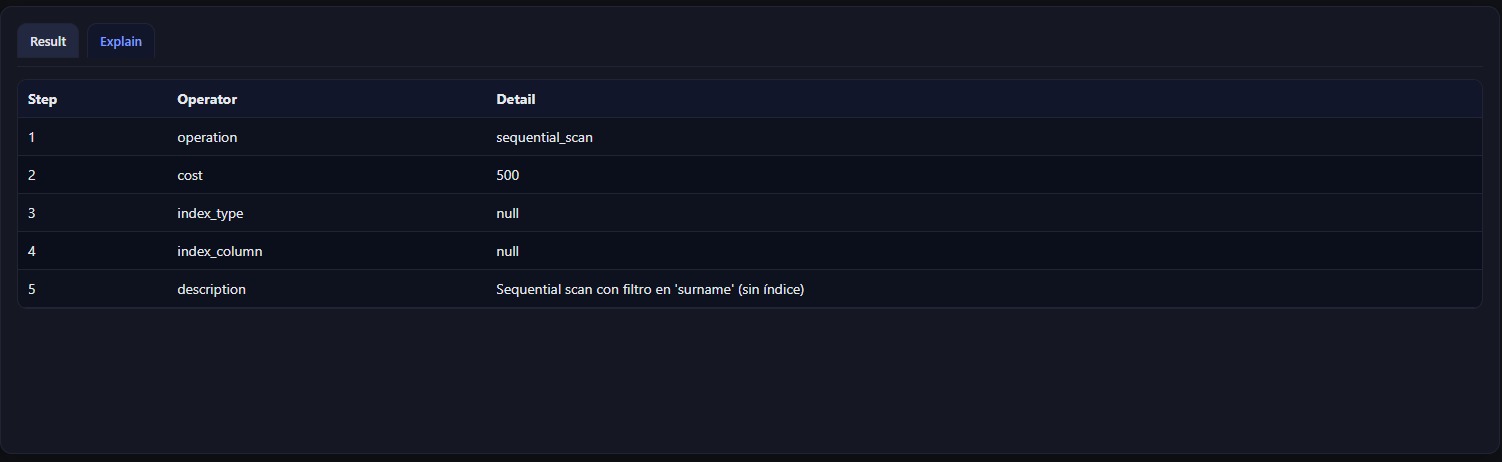 Result Explain
Step Operator Detail
1 operation sequential_scan
2 cost 500
3 index_type null
4 index_column null
5 description Sequential scan con filtro en 'surname' (sin índice)